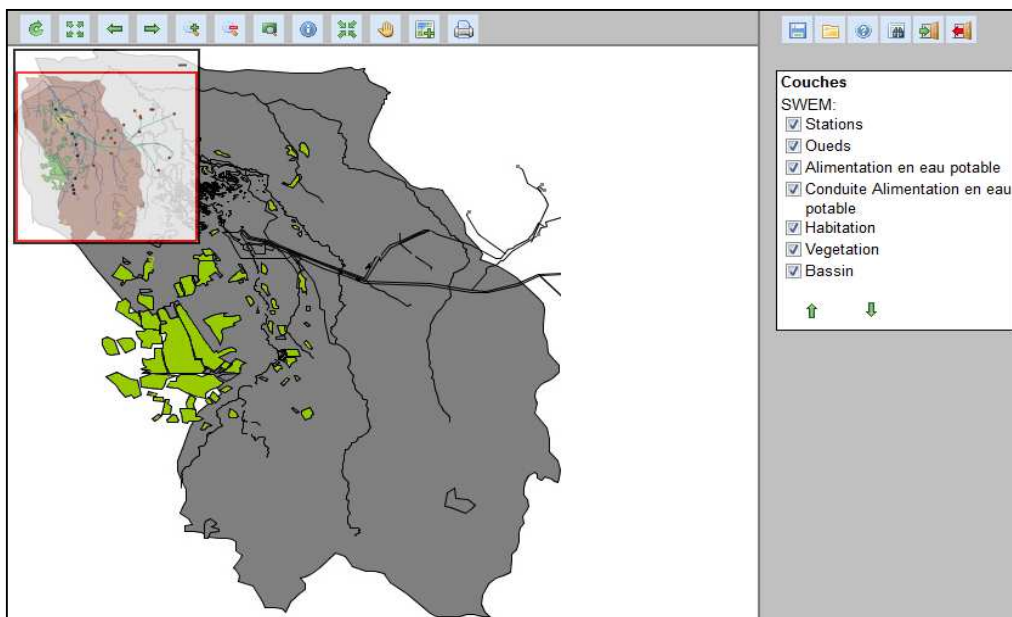 Couches
SWEM:
Stations
Oueds
Alimentation en eau potable
Conduite Alimentation en eau
potable
Habitation
Vegetation
Bassin